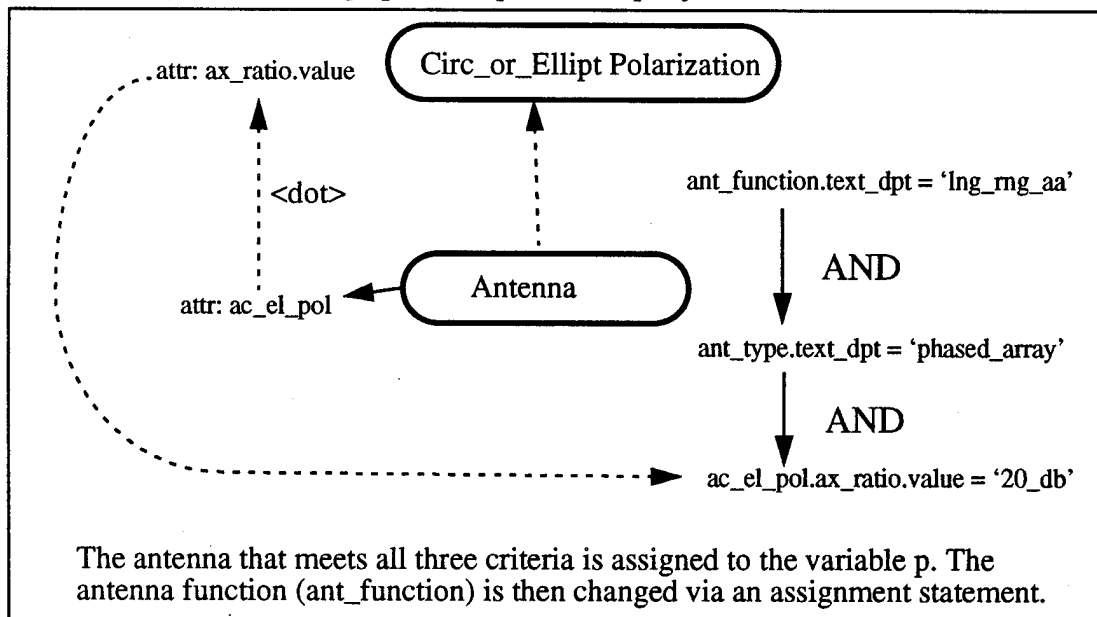 attr: ax_ratio.value
Circ_or_Ellipt Polarization
<dot>
ant_function.text_dpt = ‘lng_rng_aa’
AND
Antenna
attr: ac_el_pol
ant_type.text_dpt = ‘phased_array’
AND
ac_el_pol.ax_ratio.value = ‘20_db’
The antenna that meets all three criteria is assigned to the variable p. The
antenna function (ant_function) is then changed via an assignment statement.